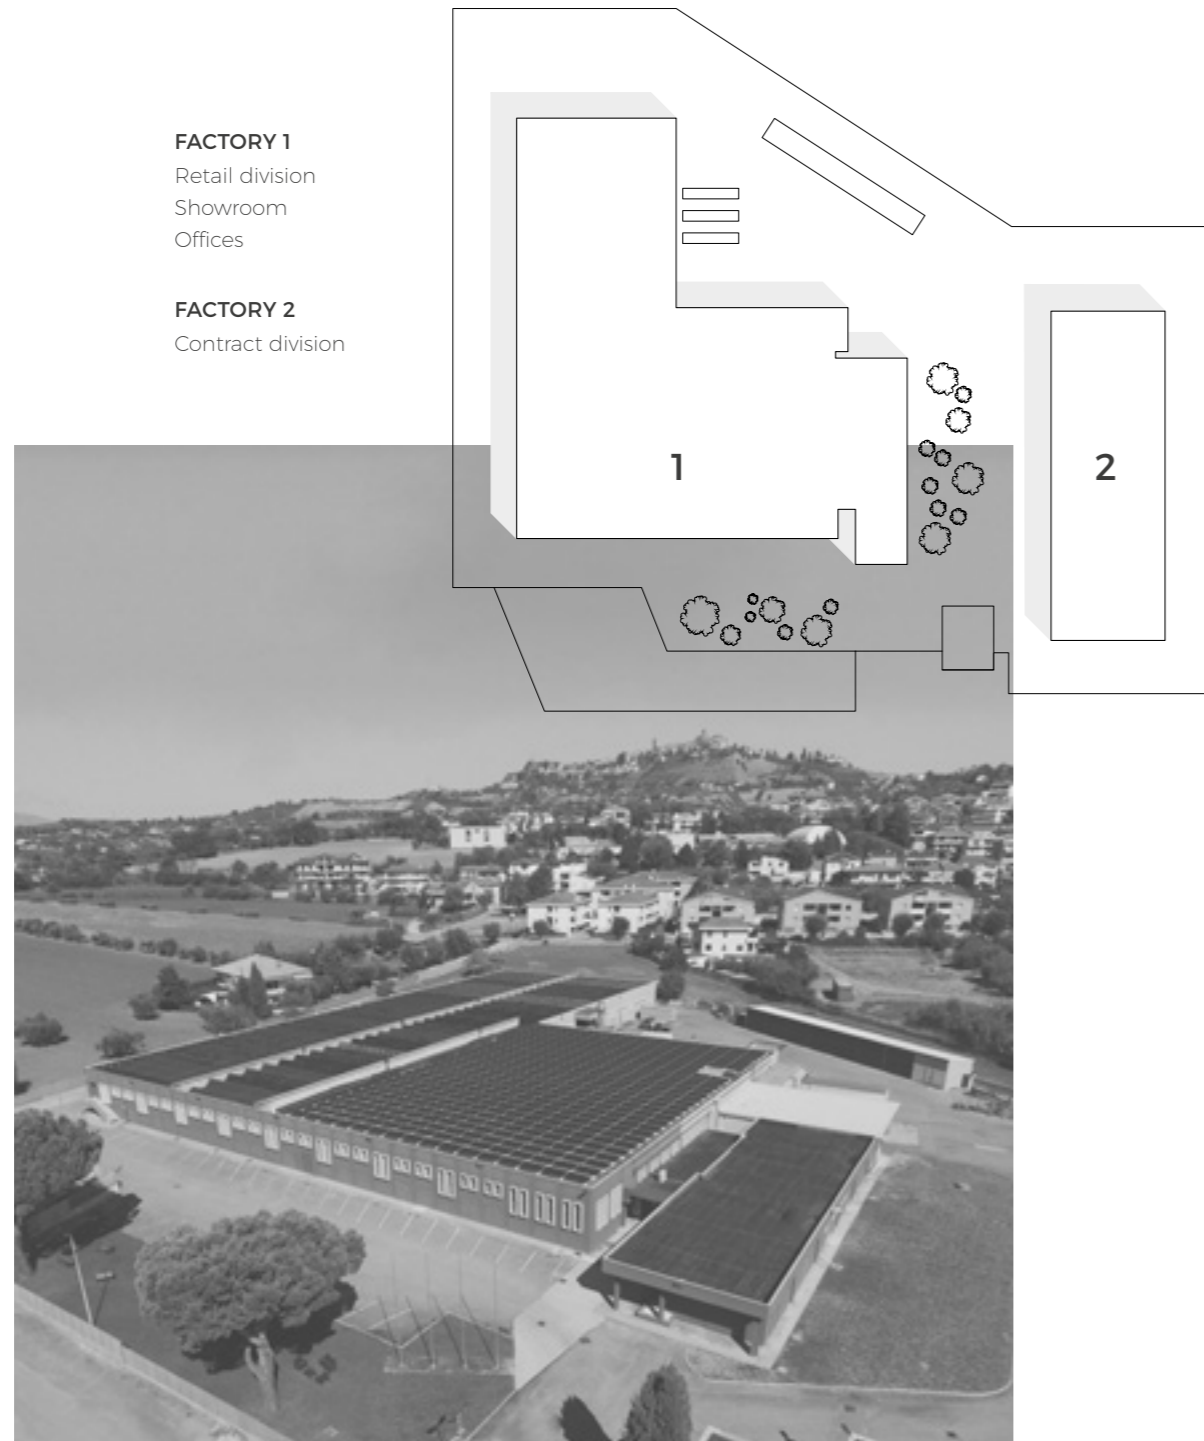 FACTORY 1
Retail division
Showroom
Offices
FACTORY 2
Contract division
1
2